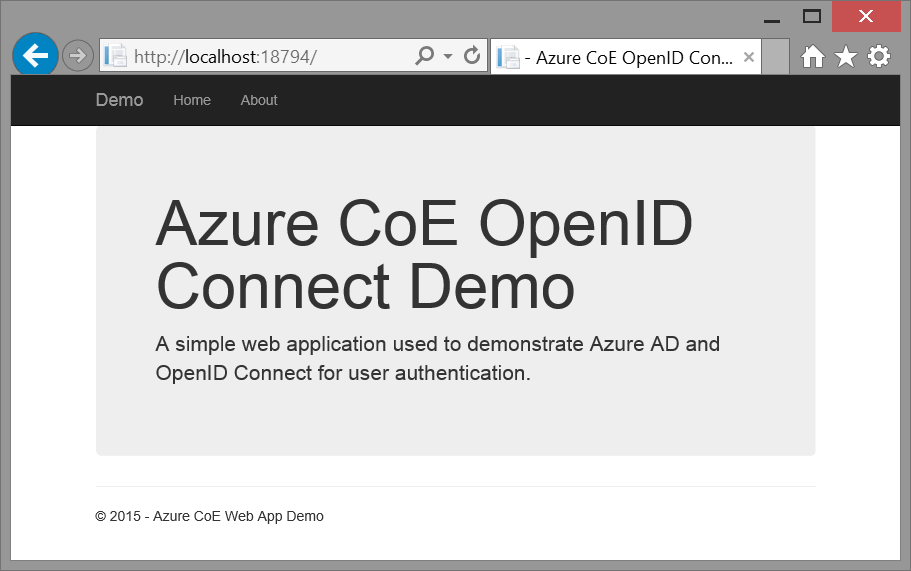 http://localhost:18794/
- Azure CoE OpenID Con...
Demo Home About
Azure CoE OpenID
Connect Demo
A simple web application used to demonstrate Azure AD and
OpenID Connect for user authentication.
© 2015 - Azure CoE Web App Demo